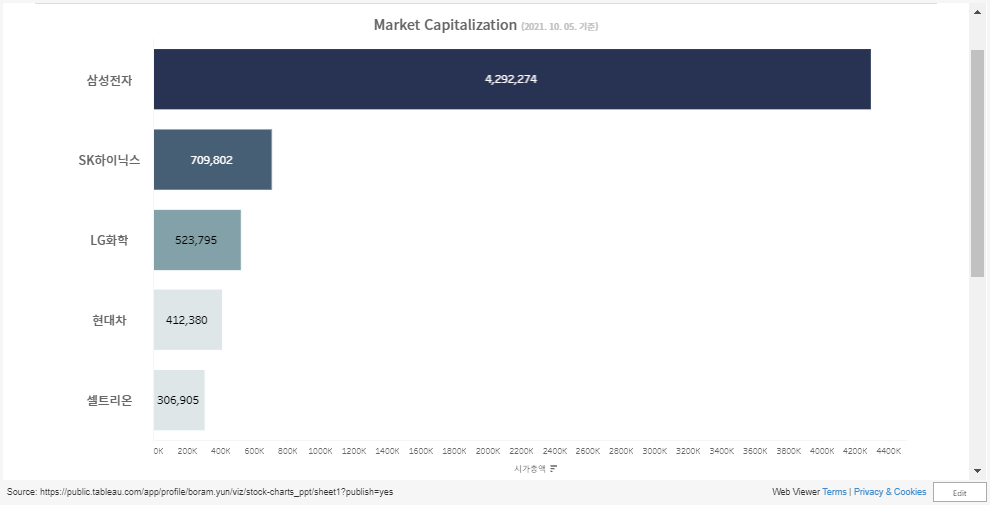 Market Capitalization (2021. 10. 05. 기준)
삼성전자 4,292,274
SK하이닉스 709,802
LG화학 523,795
현대차 412,380
셀트리온 306,905
0K 200K 400K 600K 800K 1000K 1200K 1400K 1600K 1800K 2000K 2200K 2400K 2600K 2800K 3000K 3200K 3400K 3600K 3800K 4000K 4200K 4400K
시가총액
Source: https://public.tableau.com/app/profile/boram.yun/viz/stock-charts_ppt/sheet1?publish=yes Web Viewer Terms | Privacy & Cookies Edit